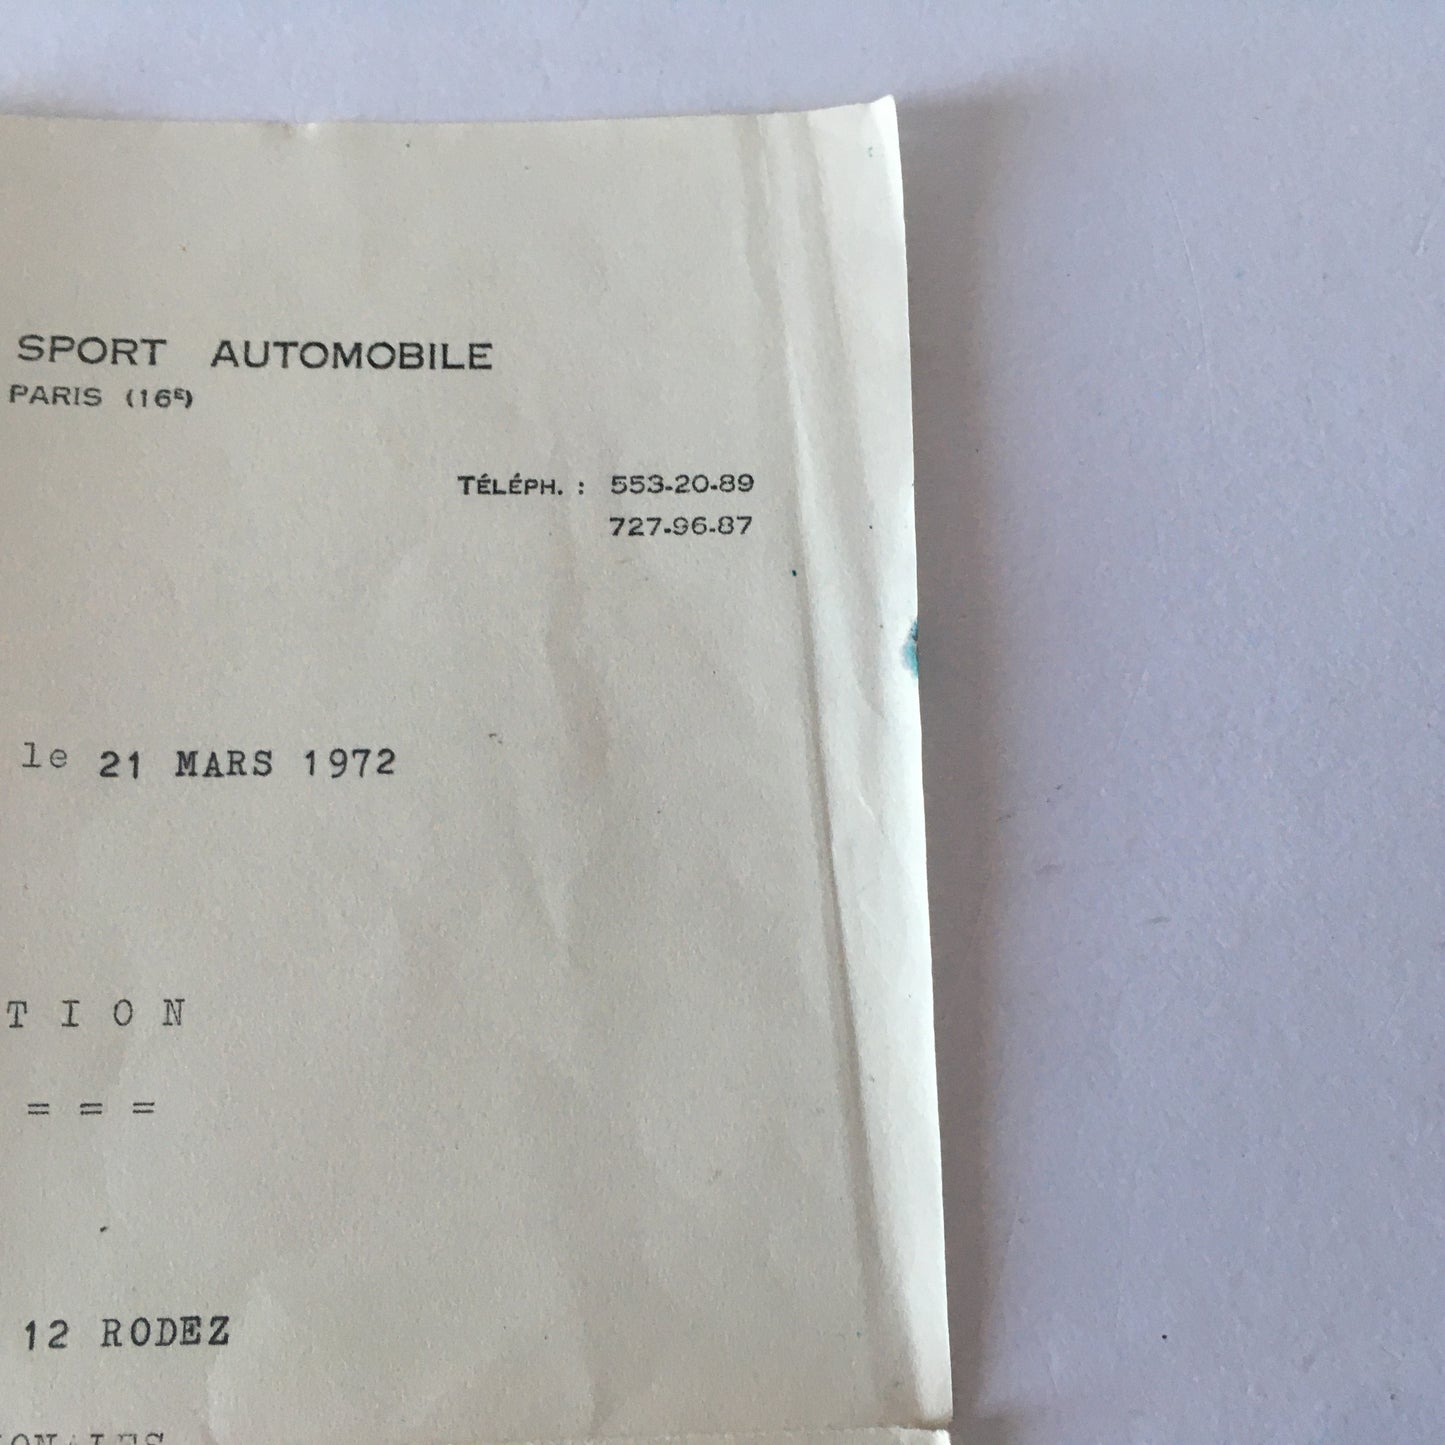 SPORT AUTOMOBILE
PARIS (16E)
TÉLÉPH. : 553-20-89
727.96-87
le 21 MARS 1972
T I O N
= = =
12 RODEZ